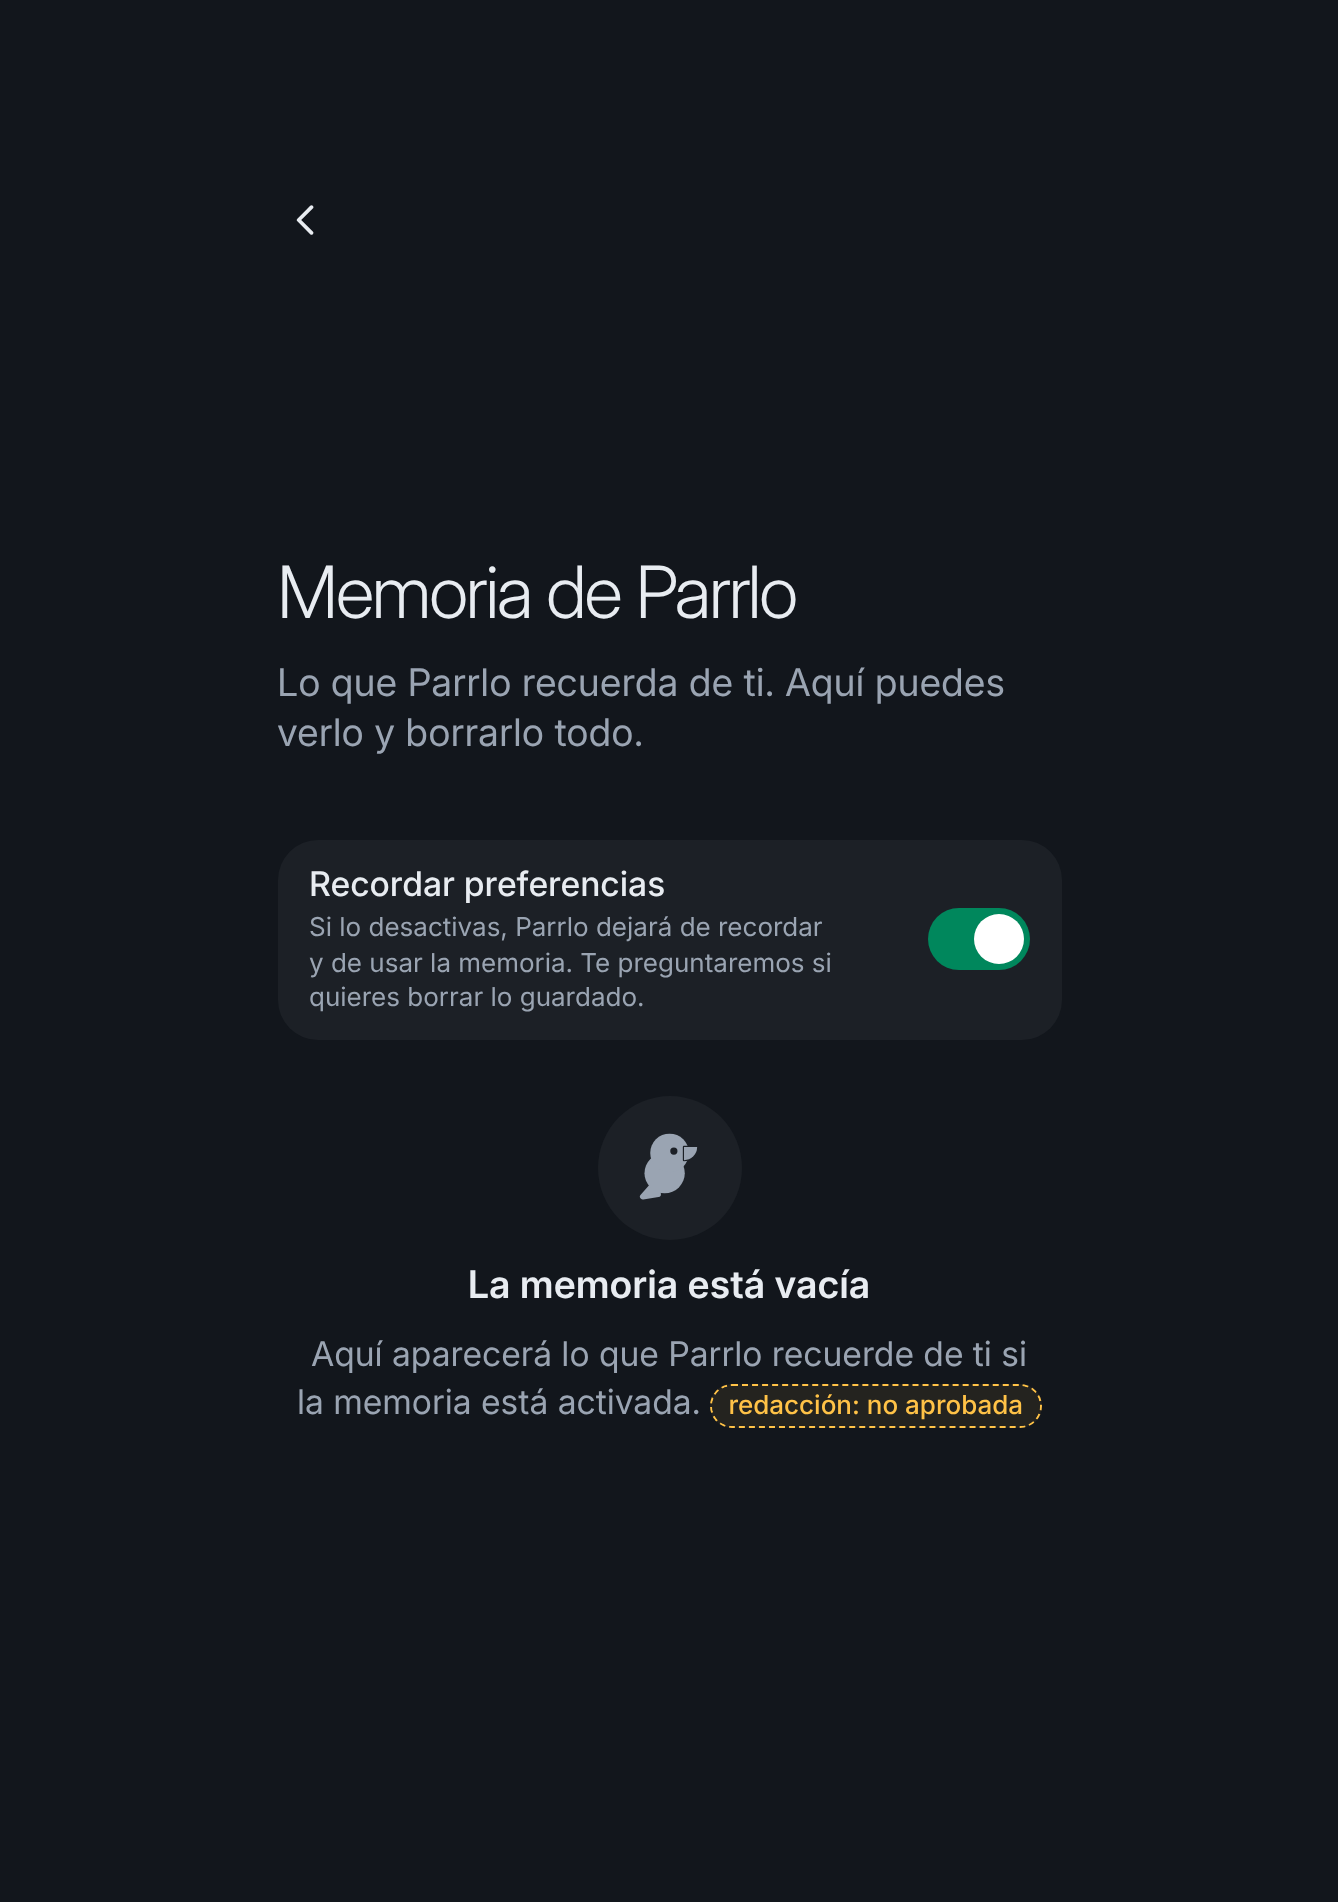 Memoria de Parrlo
Lo que Parrlo recuerda de ti. Aquí puedes
verlo y borrarlo todo.
Recordar preferencias
Si lo desactivas, Parrlo dejará de recordar
y de usar la memoria. Te preguntaremos si
quieres borrar lo guardado.
La memoria está vacía
Aquí aparecerá lo que Parrlo recuerde de ti si
la memoria está activada. redacción: no aprobada